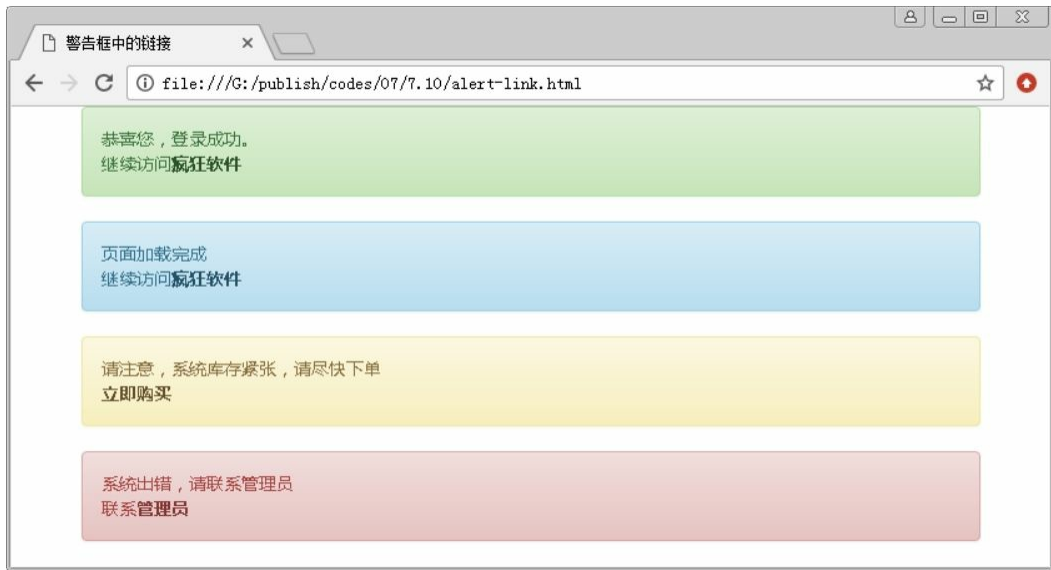 警告框中的链接
file:///G:/publish/codes/07/7.10/alert-link.html
恭喜您，登录成功。
继续访问疯狂软件
页面加载完成
继续访问疯狂软件
请注意，系统库存紧张，请尽快下单
立即购买
系统出错，请联系管理员
联系管理员